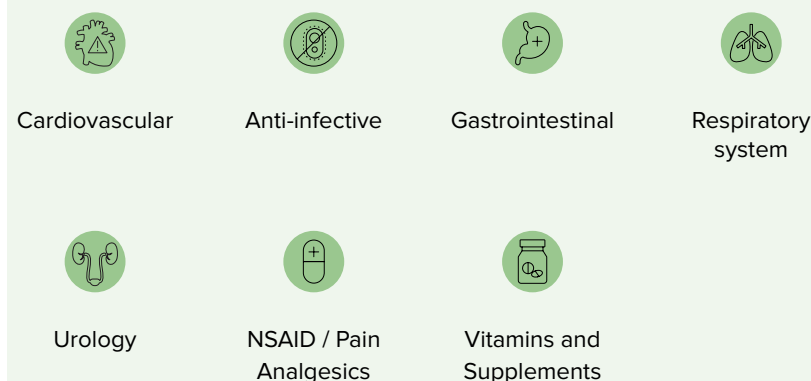 Cardiovascular
Anti-infective
Gastrointestinal
Respiratory
system
Urology
NSAID / Pain
Analgesics
Vitamins and
Supplements